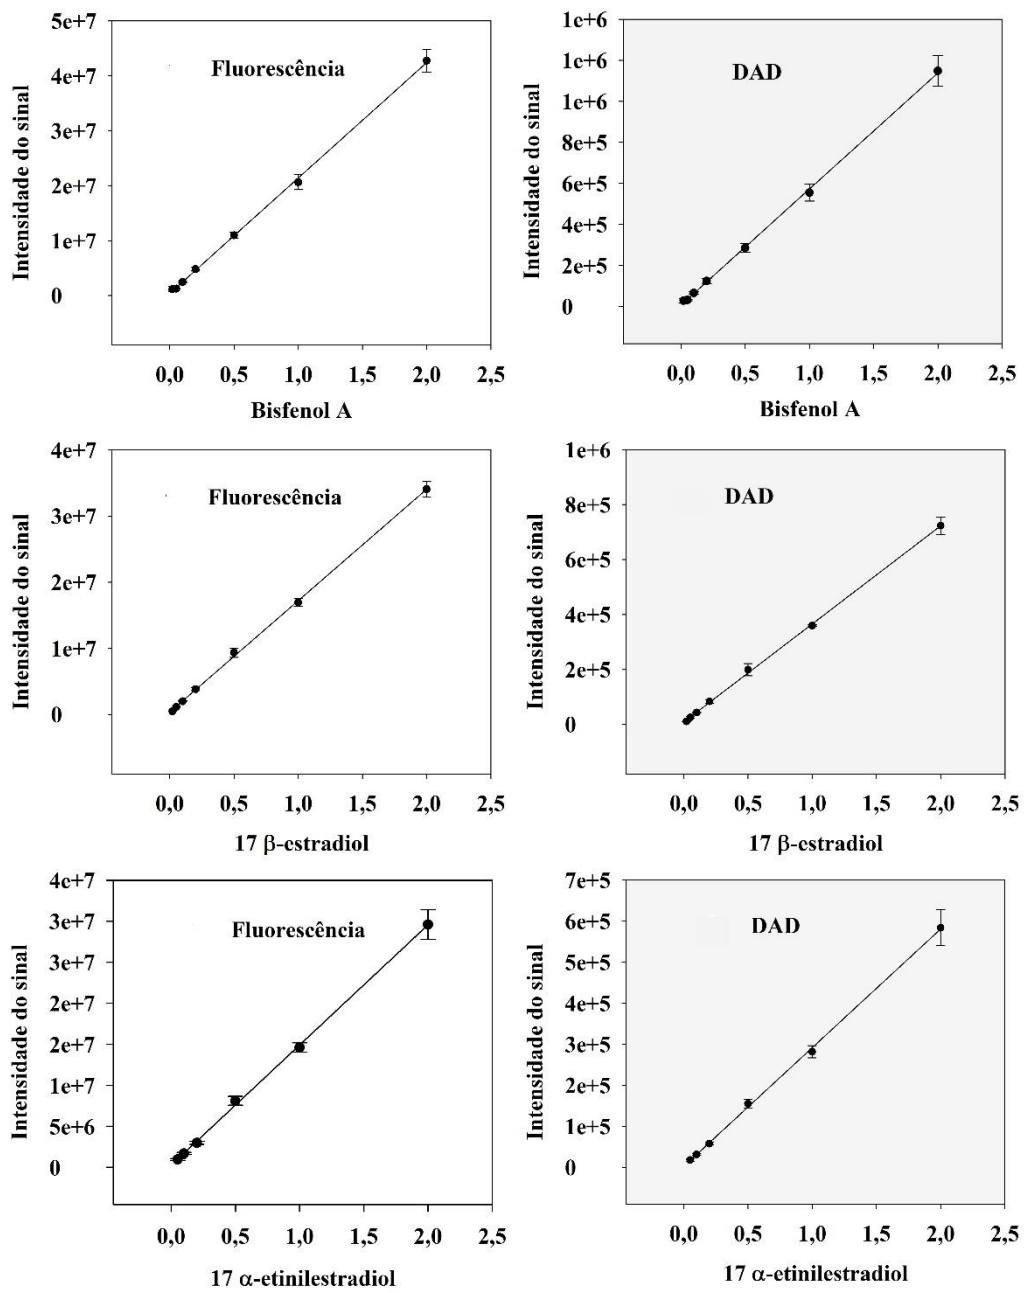 Fluorescência
Intensidade do sinal
5e+7
4e+7
3e+7
2e+7
1e+7
0
0,0 0,5 1,0 1,5 2,0 2,5
Bisfenol A
DAD
Intensidade do sinal
1e+6
1e+6
1e+6
8e+5
6e+5
4e+5
2e+5
0
0,0 0,5 1,0 1,5 2,0 2,5
Bisfenol A
Fluorescência
Intensidade do sinal
4e+7
3e+7
2e+7
1e+7
0
0,0 0,5 1,0 1,5 2,0 2,5
17 β-estradiol
DAD
Intensidade do sinal
1e+6
8e+5
6e+5
4e+5
2e+5
0
0,0 0,5 1,0 1,5 2,0 2,5
17 β-estradiol
Fluorescência
Intensidade do sinal
4e+7
3e+7
3e+7
2e+7
2e+7
1e+7
5e+6
0
0,0 0,5 1,0 1,5 2,0 2,5
17 α-etinilestradiol
DAD
Intensidade do sinal
7e+5
6e+5
5e+5
4e+5
3e+5
2e+5
1e+5
0
0,0 0,5 1,0 1,5 2,0 2,5
17 α-etinilestradiol